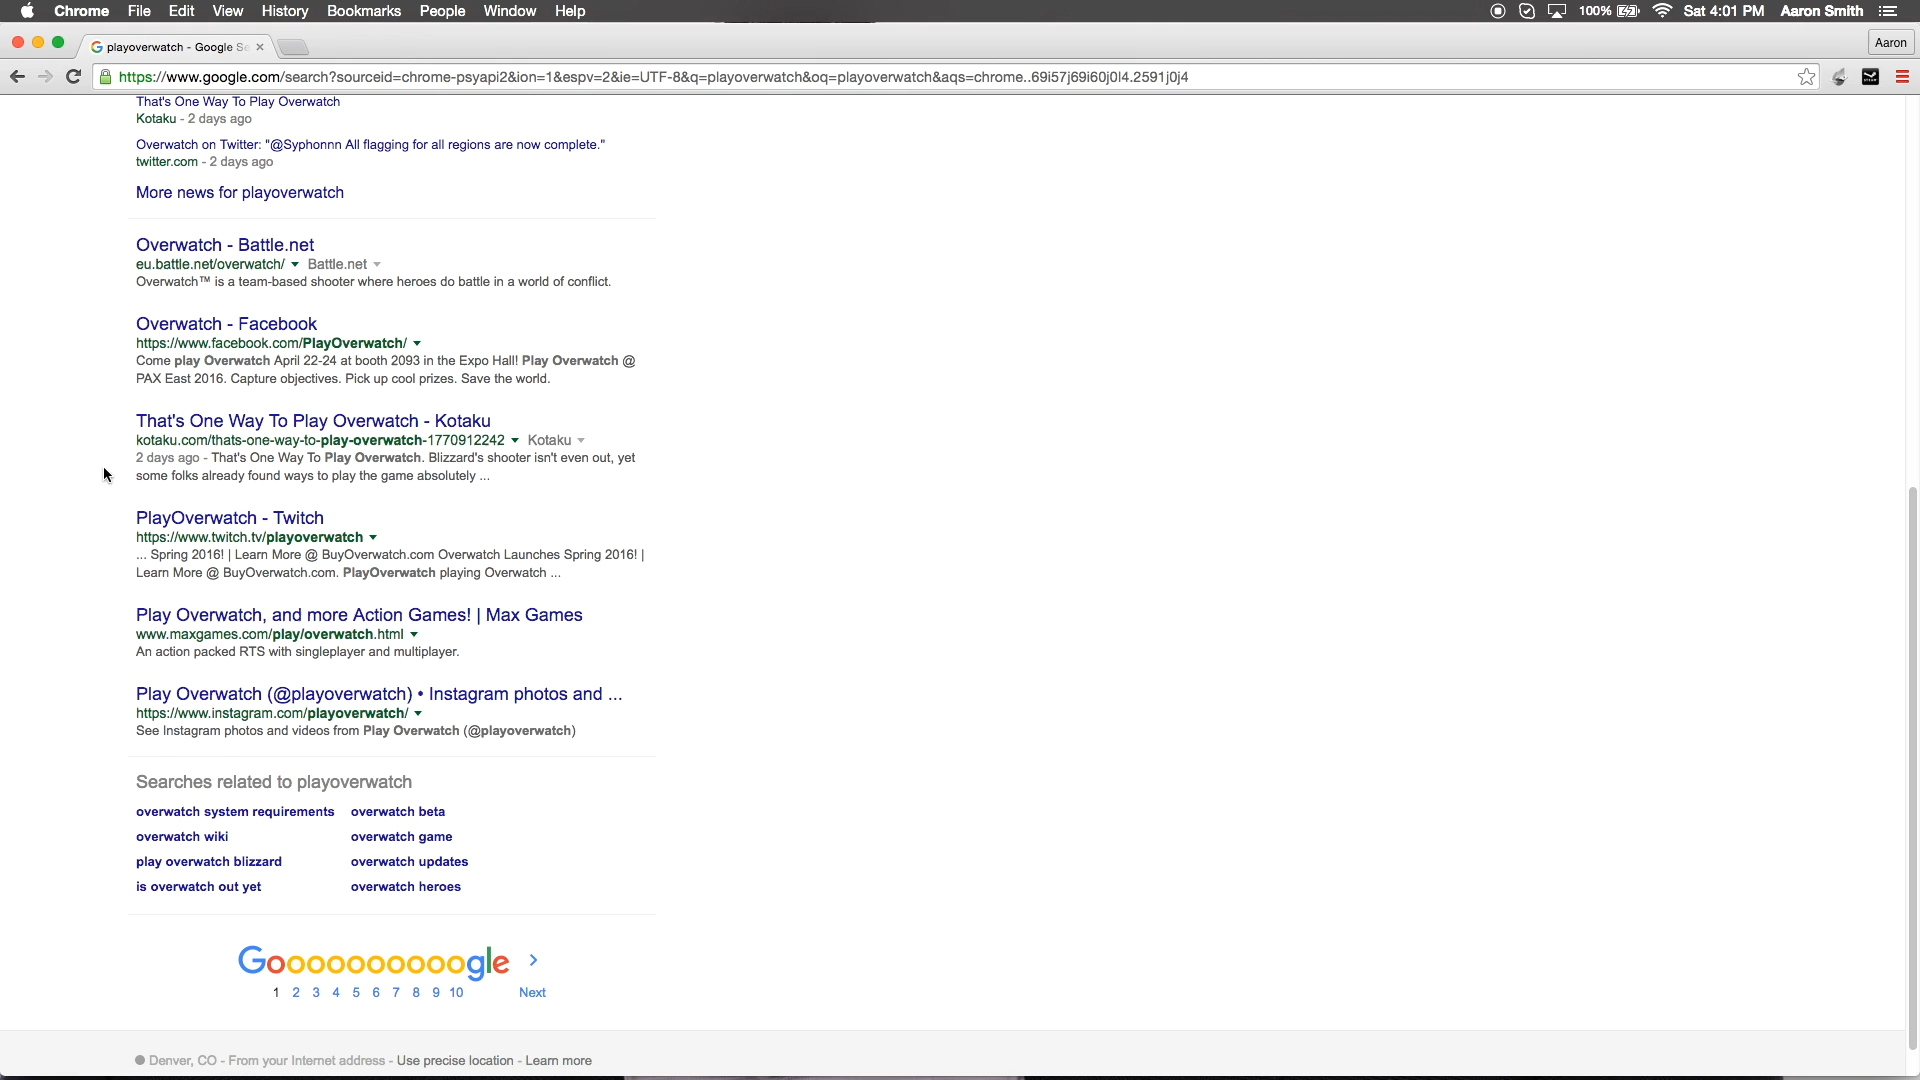 Chrome File Edit View History Bookmarks People Window Help 100% Sat 4:01 PM Aaron Smith
playoverwatch - Google Se Aaron
https://www.google.com/search?sourceid=chrome-psyapi2&ion=1&espv=2&ie=UTF-8&q=playoverwatch&oq=playoverwatch&aqs=chrome..69i57j69i60j0l4.2591j0j4
That's One Way To Play Overwatch
Kotaku - 2 days ago
Overwatch on Twitter: "@Syphonnn All flagging for all regions are now complete."
twitter.com - 2 days ago
More news for playoverwatch
Overwatch - Battle.net
eu.battle.net/overwatch/ Battle.net
Overwatch™ is a team-based shooter where heroes do battle in a world of conflict.
Overwatch - Facebook
https://www.facebook.com/PlayOverwatch/
Come play Overwatch April 22-24 at booth 2093 in the Expo Hall! Play Overwatch @
PAX East 2016. Capture objectives. Pick up cool prizes. Save the world.
That's One Way To Play Overwatch - Kotaku
kotaku.com/thats-one-way-to-play-overwatch-1770912242 Kotaku
2 days ago - That's One Way To Play Overwatch. Blizzard's shooter isn't even out, yet
some folks already found ways to play the game absolutely ...
PlayOverwatch - Twitch
https://www.twitch.tv/playoverwatch
... Spring 2016! | Learn More @ BuyOverwatch.com Overwatch Launches Spring 2016! |
Learn More @ BuyOverwatch.com. PlayOverwatch playing Overwatch ...
Play Overwatch, and more Action Games! | Max Games
www.maxgames.com/play/overwatch.html
An action packed RTS with singleplayer and multiplayer.
Play Overwatch (@playoverwatch) • Instagram photos and ...
https://www.instagram.com/playoverwatch/
See Instagram photos and videos from Play Overwatch (@playoverwatch)
Searches related to playoverwatch
overwatch system requirements overwatch beta
overwatch wiki overwatch game
play overwatch blizzard overwatch updates
is overwatch out yet overwatch heroes
Goooooooooogle >
1 2 3 4 5 6 7 8 9 10 Next
Denver, CO - From your Internet address - Use precise location - Learn more